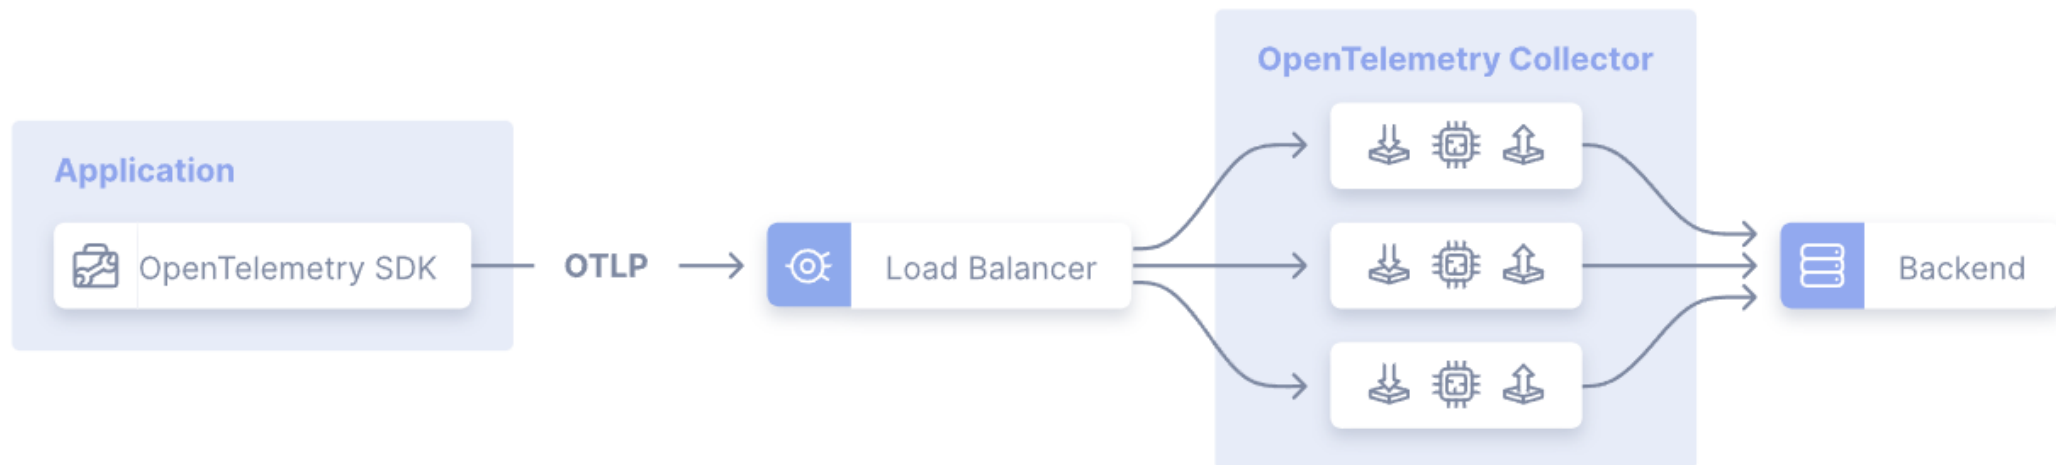 Application
OpenTelemetry SDK
OTLP
Load Balancer
OpenTelemetry Collector
Backend